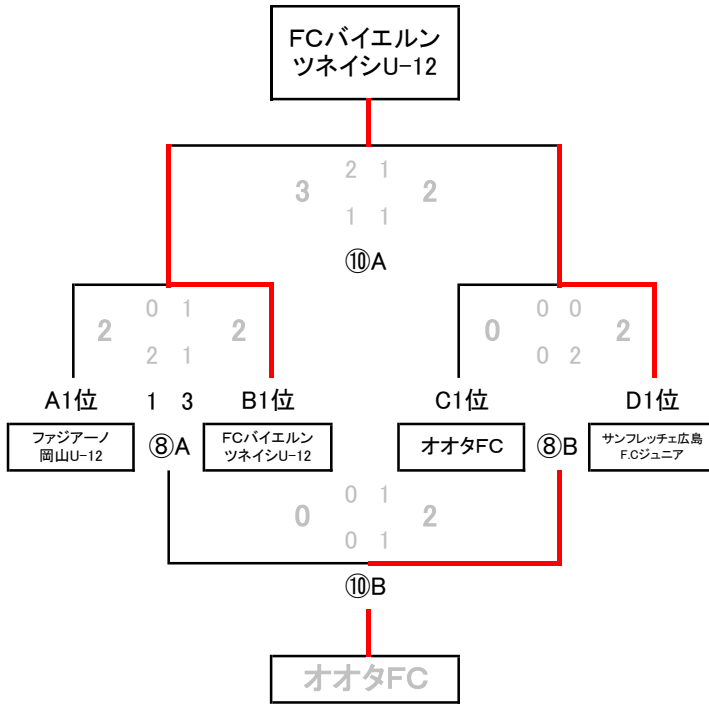 FCバイエルン
ツネイシU-12
2 1
3 2
1 1
⑩A
0 1 0 0
2 2 0 2
2 1 0 2
A1位 1 3 B1位 C1位 D1位
ファジアーノ
岡山U-12
⑧A
FCバイエルン
ツネイシU-12
オオタFC
⑧B
サンフレッチェ広島
F.Cジュニア
0 1
0 2
0 1
⑩B
オオタFC